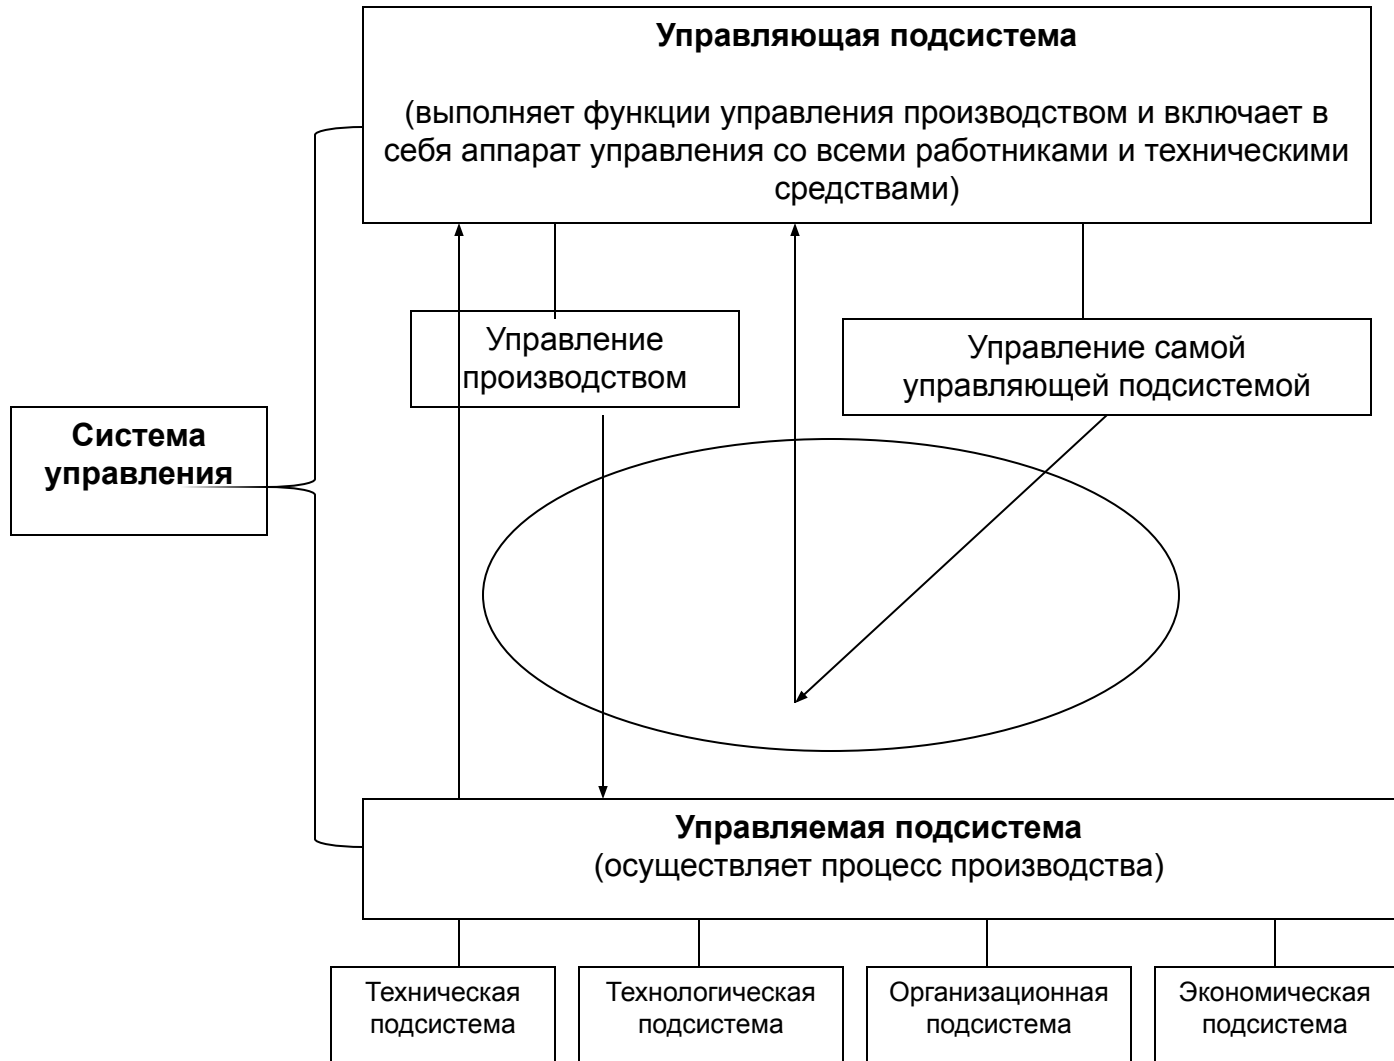 Управляющая подсистема
(выполняет функции управления производством и включает в
себя аппарат управления со всеми работниками и техническими
средствами)
Управление
производством
Управление самой
управляющей подсистемой
Система
управления
Управляемая подсистема
(осуществляет процесс производства)
Техническая
подсистема
Технологическая
подсистема
Организационная
подсистема
Экономическая
подсистема